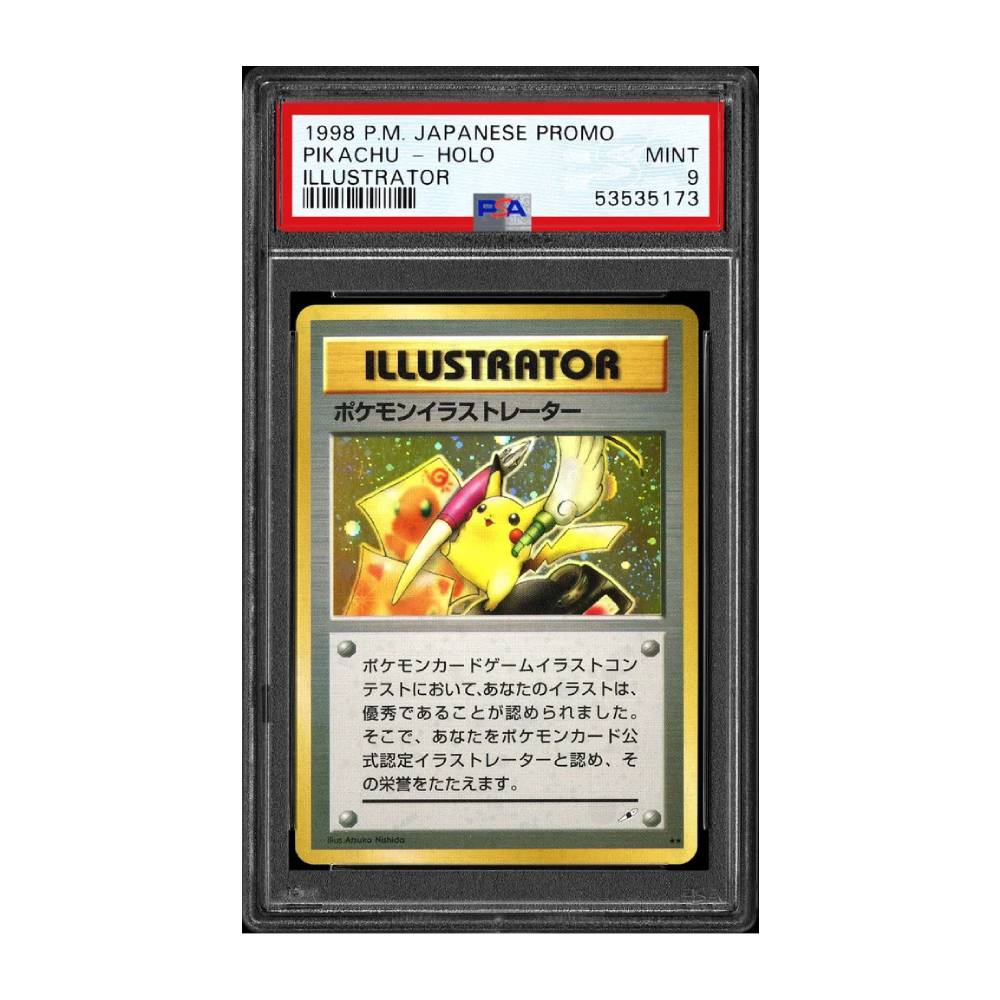 1998 P.M. JAPANESE PROMO
PIKACHU - HOLO MINT
ILLUSTRATOR 9
53535173
PSA
ILLUSTRATOR
ポケモンイラストレーター
ポケモンカードゲームイラストコン
テストにおいて、あなたのイラストは、
優秀であることが認められました。
そこで、あなたをポケモンカード公
式認定イラストレーターと認め、そ
の栄誉をたたえます。
Illus. Atsuko Nishida